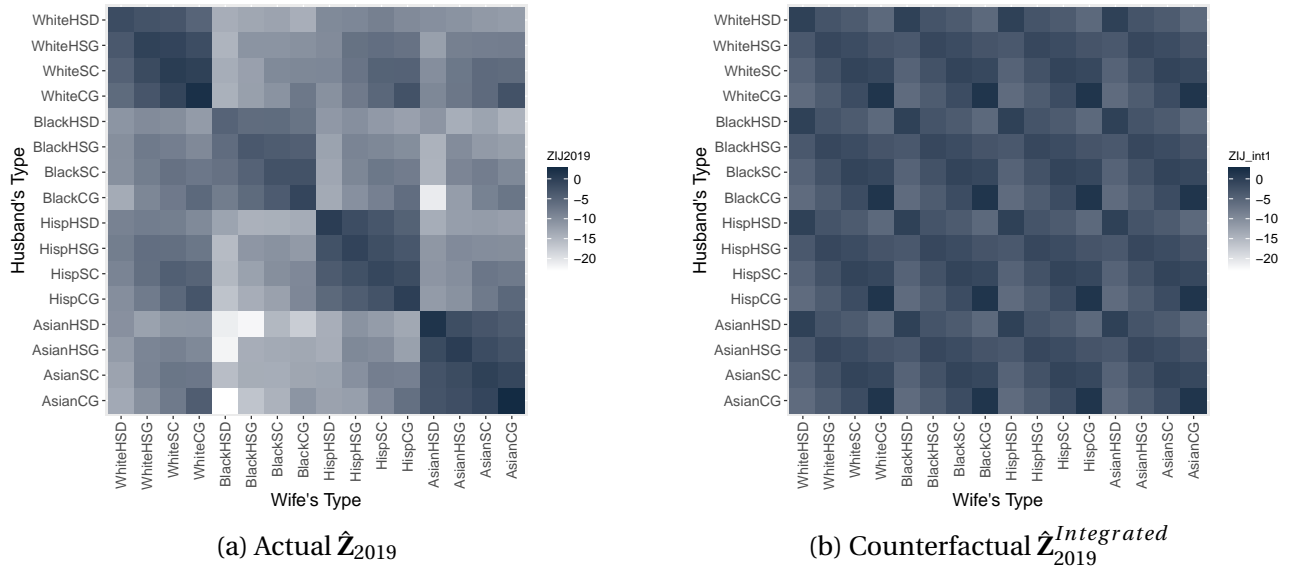 WhiteHSD
WhiteHSG
WhiteSC
WhiteCG
BlackHSD
BlackHSG
BlackSC
BlackCG
HispHSD
HispHSG
HispSC
HispCG
AsianHSD
AsianHSG
AsianSC
AsianCG
Husband's Type
WhiteHSD
WhiteHSG
WhiteSC
WhiteCG
BlackHSD
BlackHSG
BlackSC
BlackCG
HispHSD
HispHSG
HispSC
HispCG
AsianHSD
AsianHSG
AsianSC
AsianCG
Wife's Type
ZIJ2019
0
−5
−10
−15
−20
(a) Actual Ẑ₂₀₁₉
WhiteHSD
WhiteHSG
WhiteSC
WhiteCG
BlackHSD
BlackHSG
BlackSC
BlackCG
HispHSD
HispHSG
HispSC
HispCG
AsianHSD
AsianHSG
AsianSC
AsianCG
Husband's Type
WhiteHSD
WhiteHSG
WhiteSC
WhiteCG
BlackHSD
BlackHSG
BlackSC
BlackCG
HispHSD
HispHSG
HispSC
HispCG
AsianHSD
AsianHSG
AsianSC
AsianCG
Wife's Type
ZIJ_int1
0
−5
−10
−15
−20
(b) Counterfactual Ẑ₂₀₁₉^Integrated